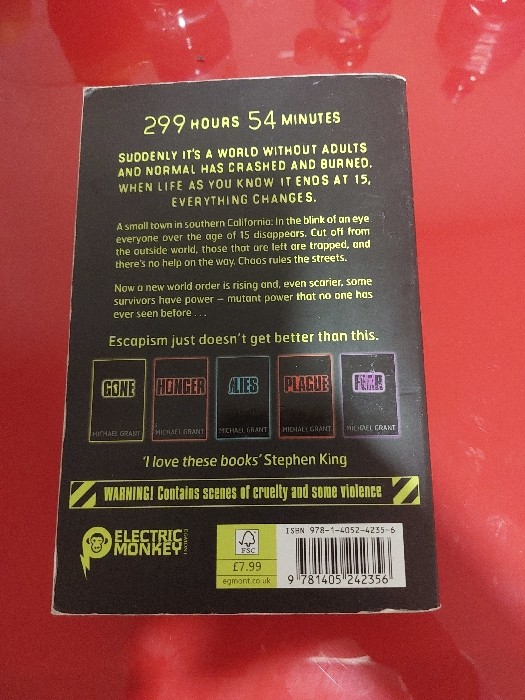 299 HOURS 54 MINUTES
SUDDENLY IT'S A WORLD WITHOUT ADULTS
AND NORMAL HAS CRASHED AND BURNED.
WHEN LIFE AS YOU KNOW IT ENDS AT 15,
EVERYTHING CHANGES.
A small town in southern California: In the blink of an eye
everyone over the age of 15 disappears. Cut off from
the outside world, those that are left are trapped, and
there's no help on the way. Chaos rules the streets.
Now a new world order is rising and, even scarier, some
survivors have power – mutant power that no one has
ever seen before . . .
Escapism just doesn't get better than this.
GONE HUNGER LIES PLAGUE FEAR
MICHAEL GRANT MICHAEL GRANT MICHAEL GRANT MICHAEL GRANT MICHAEL GRANT
'I love these books' Stephen King
WARNING! Contains scenes of cruelty and some violence
ELECTRIC
MONKEY
EGMONT
FSC
£7.99
egmont.co.uk
ISBN 978-1-4052-4235-6
9 781405 242356